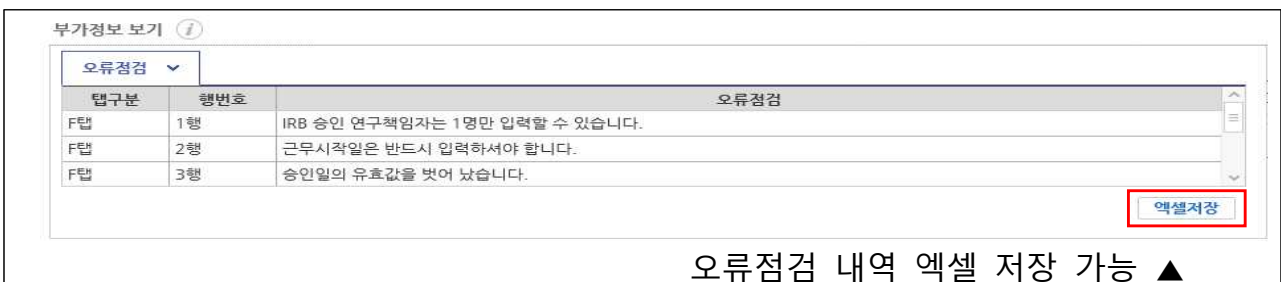 부가정보 보기 i
오류점검
탭구분 행번호 오류점검
F탭 1행 IRB 승인 연구책임자는 1명만 입력할 수 있습니다.
F탭 2행 근무시작일은 반드시 입력하셔야 합니다.
F탭 3행 승인일의 유효값을 벗어 났습니다.
엑셀저장
오류점검 내역 엑셀 저장 가능 ▲